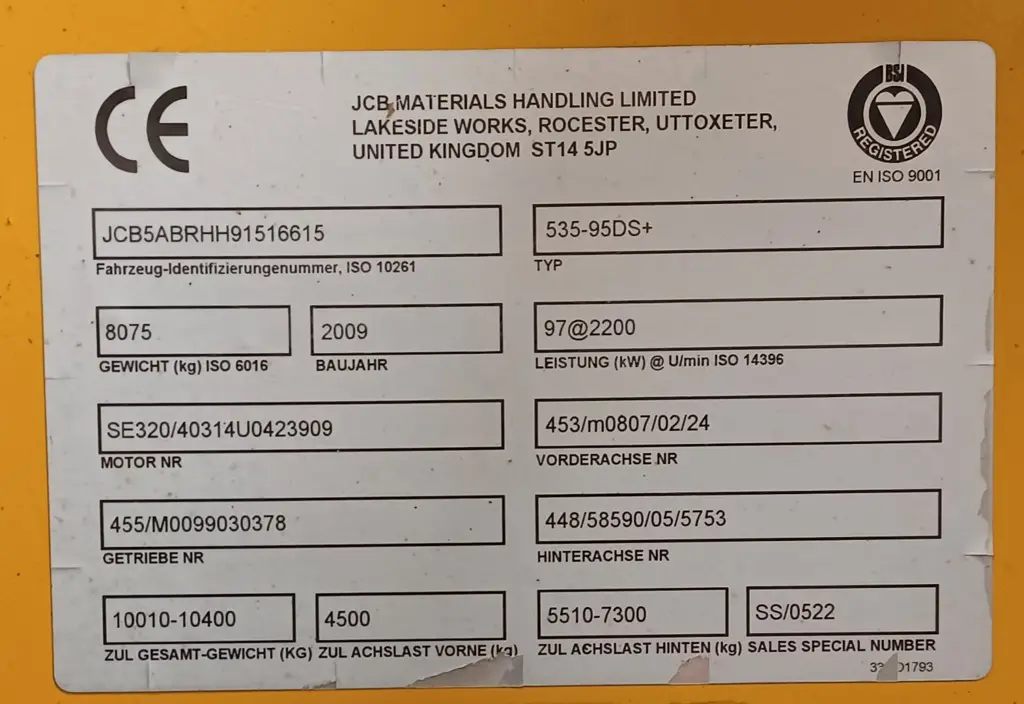 CE
JCB MATERIALS HANDLING LIMITED
LAKESIDE WORKS, ROCESTER, UTTOXETER,
UNITED KINGDOM ST14 5JP
BSI
REGISTERED
EN ISO 9001
JCB5ABRHH91516615
Fahrzeug-Identifizierungenummer, ISO 10261
535-95DS+
TYP
8075
GEWICHT (kg) ISO 6016
2009
BAUJAHR
97@2200
LEISTUNG (kW) @ U/min ISO 14396
SE320/40314U0423909
MOTOR NR
453/m0807/02/24
VORDERACHSE NR
455/M0099030378
GETRIEBE NR
448/58590/05/5753
HINTERACHSE NR
10010-10400
ZUL GESAMT-GEWICHT (KG)
4500
ZUL ACHSLAST VORNE (kg)
5510-7300
ZUL ACHSLAST HINTEN (kg)
SS/0522
SALES SPECIAL NUMBER